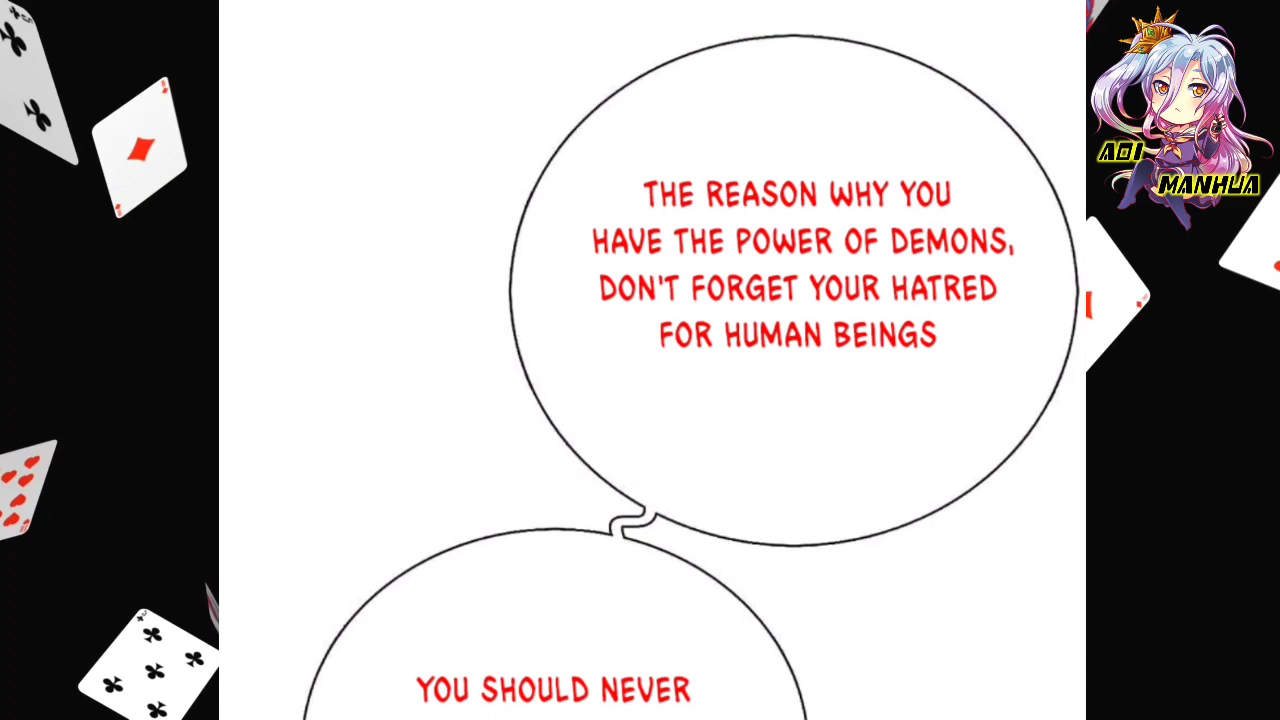 THE REASON WHY YOU
HAVE THE POWER OF DEMONS,
DON'T FORGET YOUR HATRED
FOR HUMAN BEINGS
YOU SHOULD NEVER
AOI
MANHUA